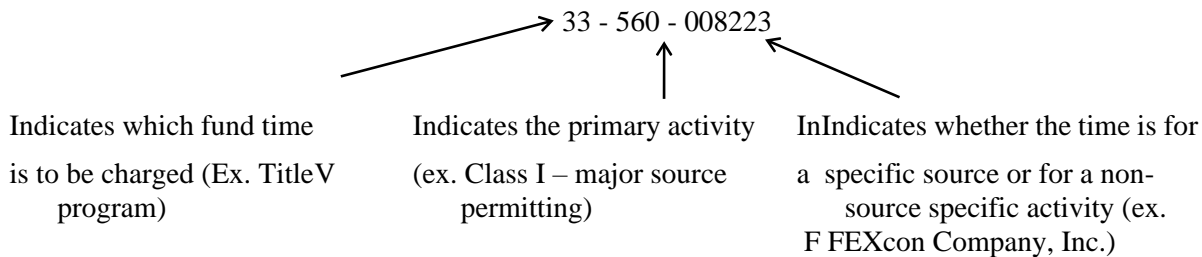 33 - 560 - 008223
Indicates which fund time
is to be charged (Ex. TitleV
program)
Indicates the primary activity
(ex. Class I – major source
permitting)
InIndicates whether the time is for
a specific source or for a non-
source specific activity (ex.
F FEXcon Company, Inc.)